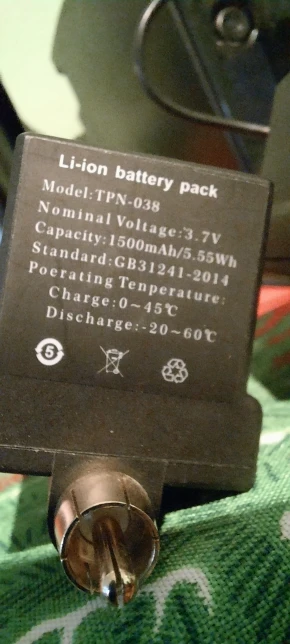 Li-ion battery pack
Model:TPN-038
Nominal Voltage:3.7V
Capacity:1500mAh/5.55Wh
Standard:GB31241-2014
Poerating Tenperature:
Charge:0~45℃
Discharge:-20~60℃
5